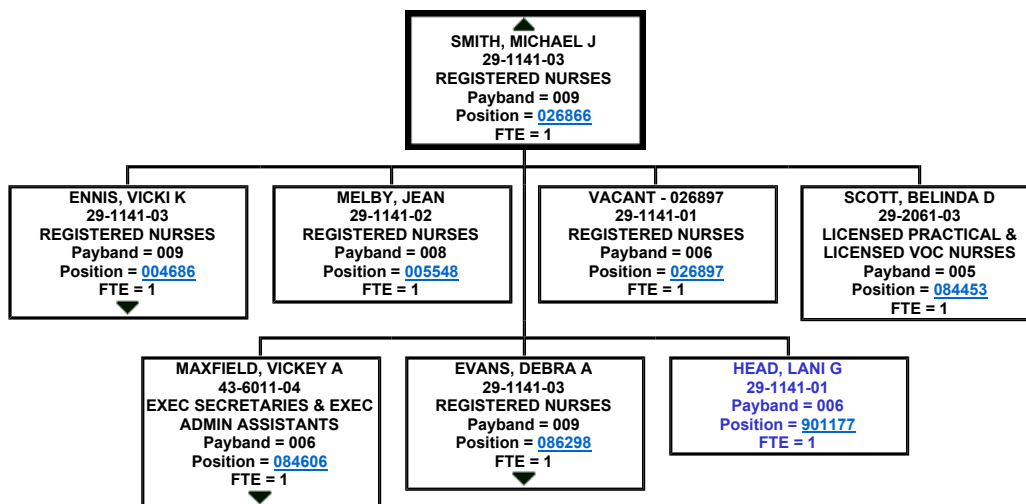 SMITH, MICHAEL J
29-1141-03
REGISTERED NURSES
Payband = 009
Position = 026866
FTE = 1
ENNIS, VICKI K
29-1141-03
REGISTERED NURSES
Payband = 009
Position = 004686
FTE = 1
MELBY, JEAN
29-1141-02
REGISTERED NURSES
Payband = 008
Position = 005548
FTE = 1
VACANT - 026897
29-1141-01
REGISTERED NURSES
Payband = 006
Position = 026897
FTE = 1
SCOTT, BELINDA D
29-2061-03
LICENSED PRACTICAL &
LICENSED VOC NURSES
Payband = 005
Position = 084453
FTE = 1
MAXFIELD, VICKEY A
43-6011-04
EXEC SECRETARIES & EXEC
ADMIN ASSISTANTS
Payband = 006
Position = 084606
FTE = 1
EVANS, DEBRA A
29-1141-03
REGISTERED NURSES
Payband = 009
Position = 086298
FTE = 1
HEAD, LANI G
29-1141-01
Payband = 006
Position = 901177
FTE = 1